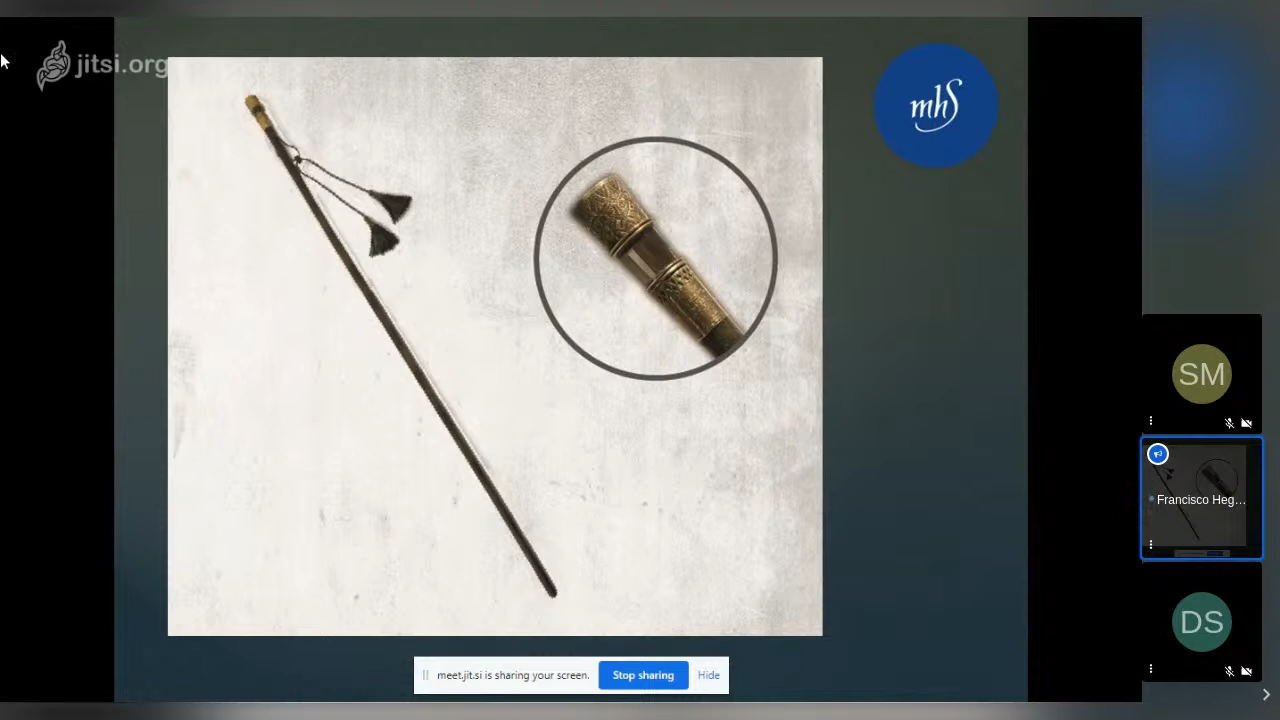 jitsi.org
mhS
SM
Francisco Heg...
meet.jit.si is sharing your screen.
Stop sharing
Hide
DS